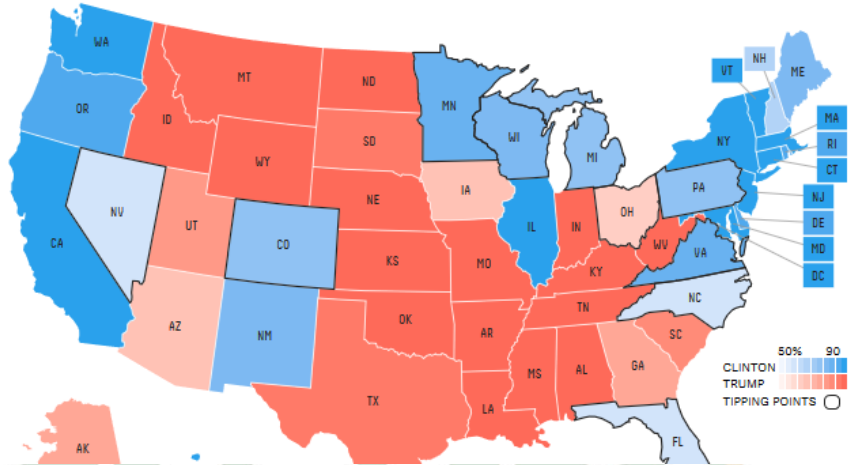 WA
MT
ND
MN
VT
NH
ME
OR
ID
SD
WI
MI
NY
MA
RI
CT
WY
IA
NE
PA
NJ
NV
UT
CO
IL
IN
OH
DE
CA
KS
MO
WV
VA
MD
KY
DC
AZ
NM
OK
TN
NC
AR
SC
MS
AL
GA
TX
LA
AK
FL
50% 90
CLINTON
TRUMP
TIPPING POINTS